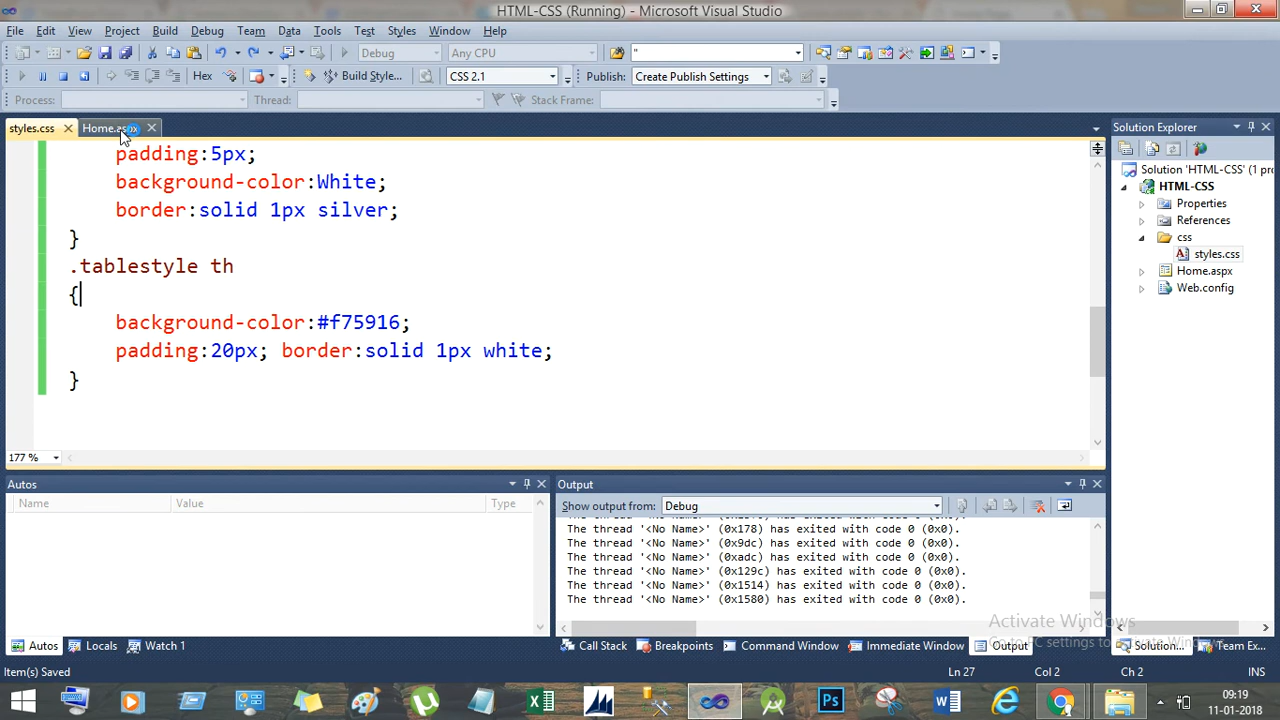 HTML-CSS (Running) - Microsoft Visual Studio
File Edit View Project Build Debug Team Data Tools Test Styles Window Help
Debug Any CPU "
Hex Build Style... CSS 2.1 Publish: Create Publish Settings
Process: Thread: Stack Frame:
styles.css Home.aspx
padding:5px;
background-color:White;
border:solid 1px silver;
}
.tablestyle th
{
background-color:#f75916;
padding:20px; border:solid 1px white;
}
177 %
Solution Explorer
Solution 'HTML-CSS' (1 pr
HTML-CSS
Properties
References
css
styles.css
Home.aspx
Web.config
Autos
Name Value Type
Output
Show output from: Debug
The thread '<No Name>' (0x178) has exited with code 0 (0x0).
The thread '<No Name>' (0x9dc) has exited with code 0 (0x0).
The thread '<No Name>' (0xadc) has exited with code 0 (0x0).
The thread '<No Name>' (0x129c) has exited with code 0 (0x0).
The thread '<No Name>' (0x1514) has exited with code 0 (0x0).
The thread '<No Name>' (0x1580) has exited with code 0 (0x0).
Activate Windows
Go to PC settings to activate Windows.
Autos Locals Watch 1
Call Stack Breakpoints Command Window Immediate Window Output
Solution... Team Ex...
Item(s) Saved Ln 27 Col 2 Ch 2 INS
09:19
11-01-2018